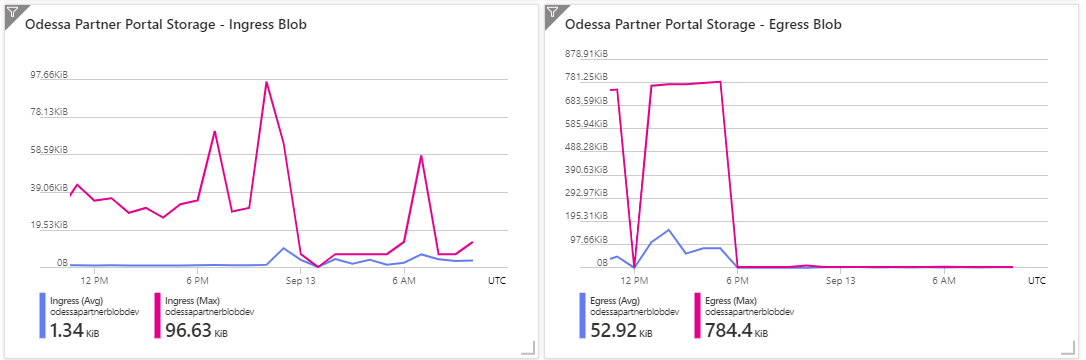 Odessa Partner Portal Storage - Ingress Blob
97.66KiB
78.13KiB
58.59KiB
39.06KiB
19.53KiB
0B
12 PM
6 PM
Sep 13
6 AM
UTC
Ingress (Avg)
odessapartnerblobdev
1.34 KiB
Ingress (Max)
odessapartnerblobdev
96.63 KiB
Odessa Partner Portal Storage - Egress Blob
878.91KiB
781.25KiB
683.59KiB
585.94KiB
488.28KiB
390.63KiB
292.97KiB
195.31KiB
97.66KiB
0B
12 PM
6 PM
Sep 13
6 AM
UTC
Egress (Avg)
odessapartnerblobdev
52.92 KiB
Egress (Max)
odessapartnerblobdev
784.4 KiB